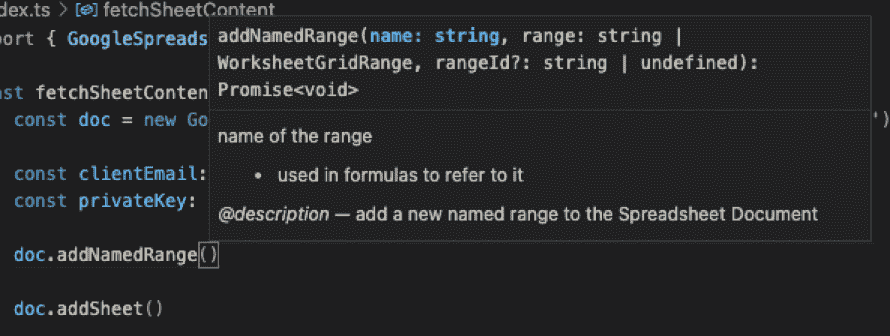 dex.ts > fetchSheetContent
port { GoogleSpreads
addNamedRange(name: string, range: string |
WorksheetGridRange, rangeId?: string | undefined):
Promise<void>
nst fetchSheetConten
const doc = new Go
')
name of the range
• used in formulas to refer to it
const clientEmail:
const privateKey:
@description — add a new named range to the Spreadsheet Document
doc.addNamedRange()
doc.addSheet()